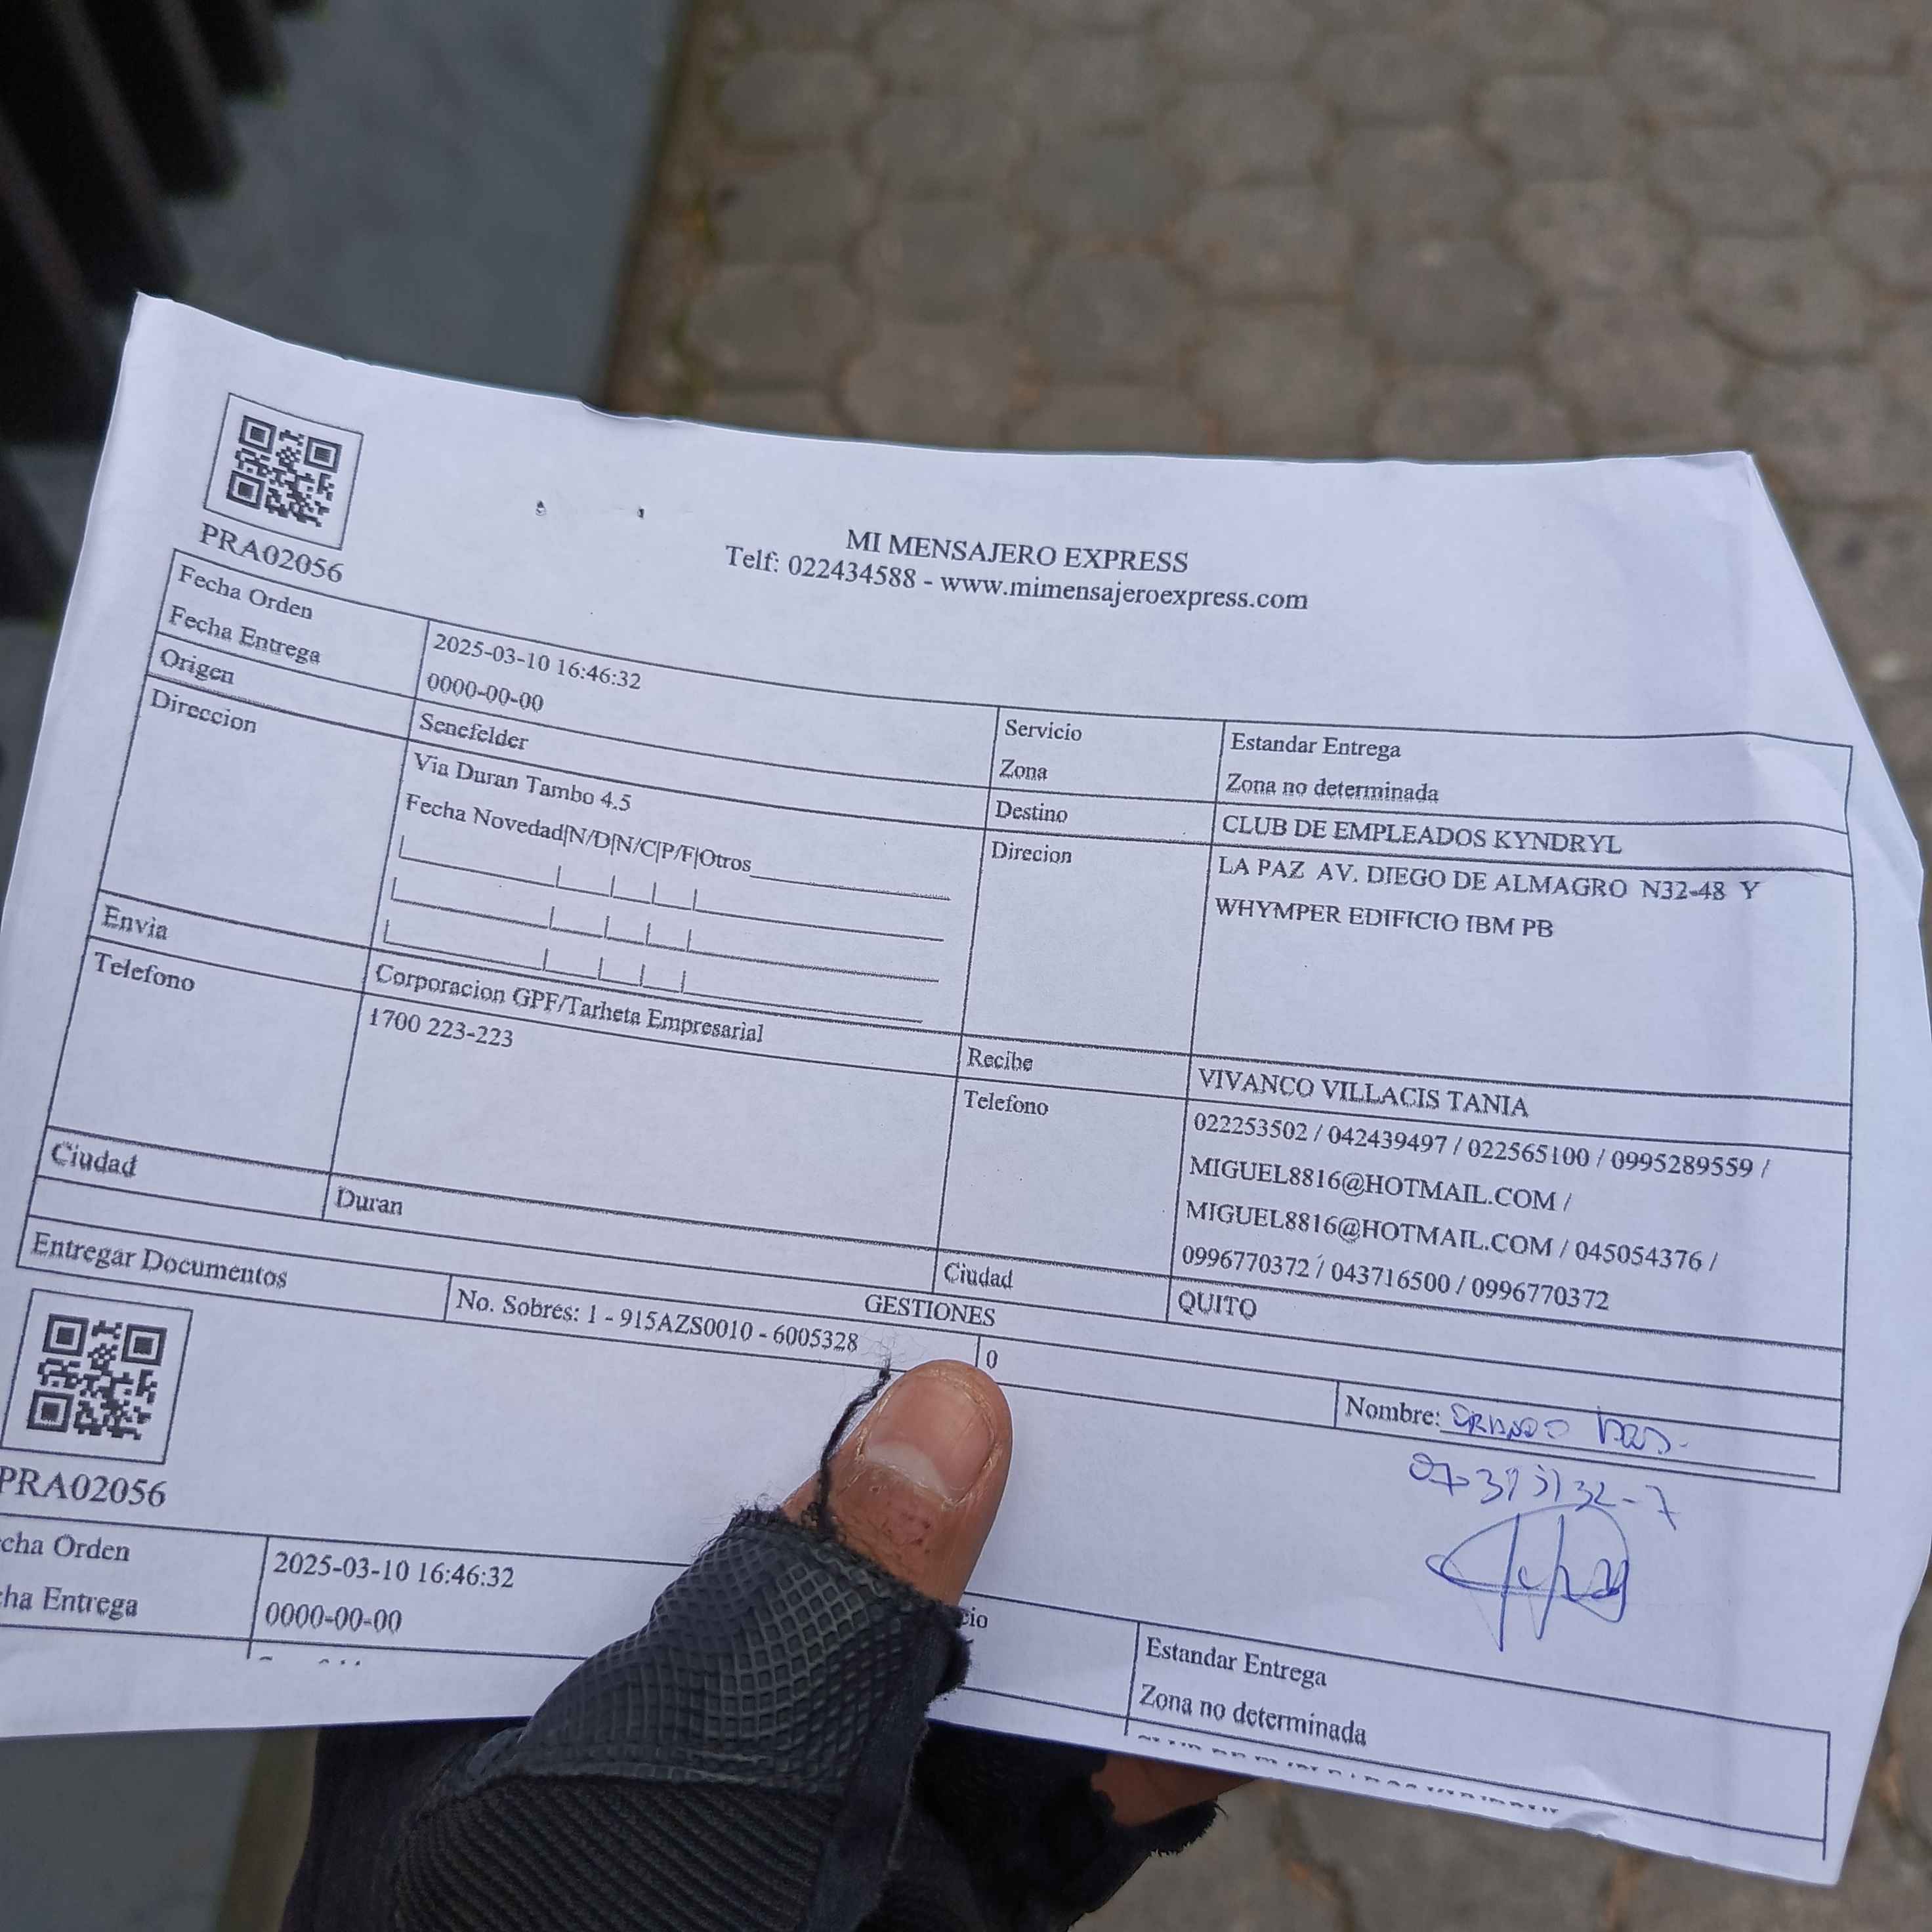 PRA02056
MI MENSAJERO EXPRESS
Telf: 022434588 - www.mimensajeroexpress.com
Fecha Orden 2025-03-10 16:46:32 Servicio Estandar Entrega
Fecha Entrega 0000-00-00 Zona Zona no determinada
Origen Senefelder Destino CLUB DE EMPLEADOS KYNDRYL
Direccion Via Duran Tambo 4.5 Direcion LA PAZ AV. DIEGO DE ALMAGRO N32-48 Y
Fecha Novedad|N/D|N/C|P/F|Otros WHYMPER EDIFICIO IBM PB
Envia Corporacion GPF/Tarheta Empresarial Recibe VIVANCO VILLACIS TANIA
Telefono 1700 223-223 Telefono 022253502 / 042439497 / 022565100 / 0995289559 /
MIGUEL8816@HOTMAIL.COM /
MIGUEL8816@HOTMAIL.COM / 045054376 /
0996770372 / 043716500 / 0996770372
Ciudad Duran Ciudad QUITO
GESTIONES
Entregar Documentos No. Sobres: 1 - 915AZS0010 - 6005328 0
Nombre:
PRA02056
cha Orden 2025-03-10 16:46:32 cio Estandar Entrega
ha Entrega 0000-00-00 Zona no determinada